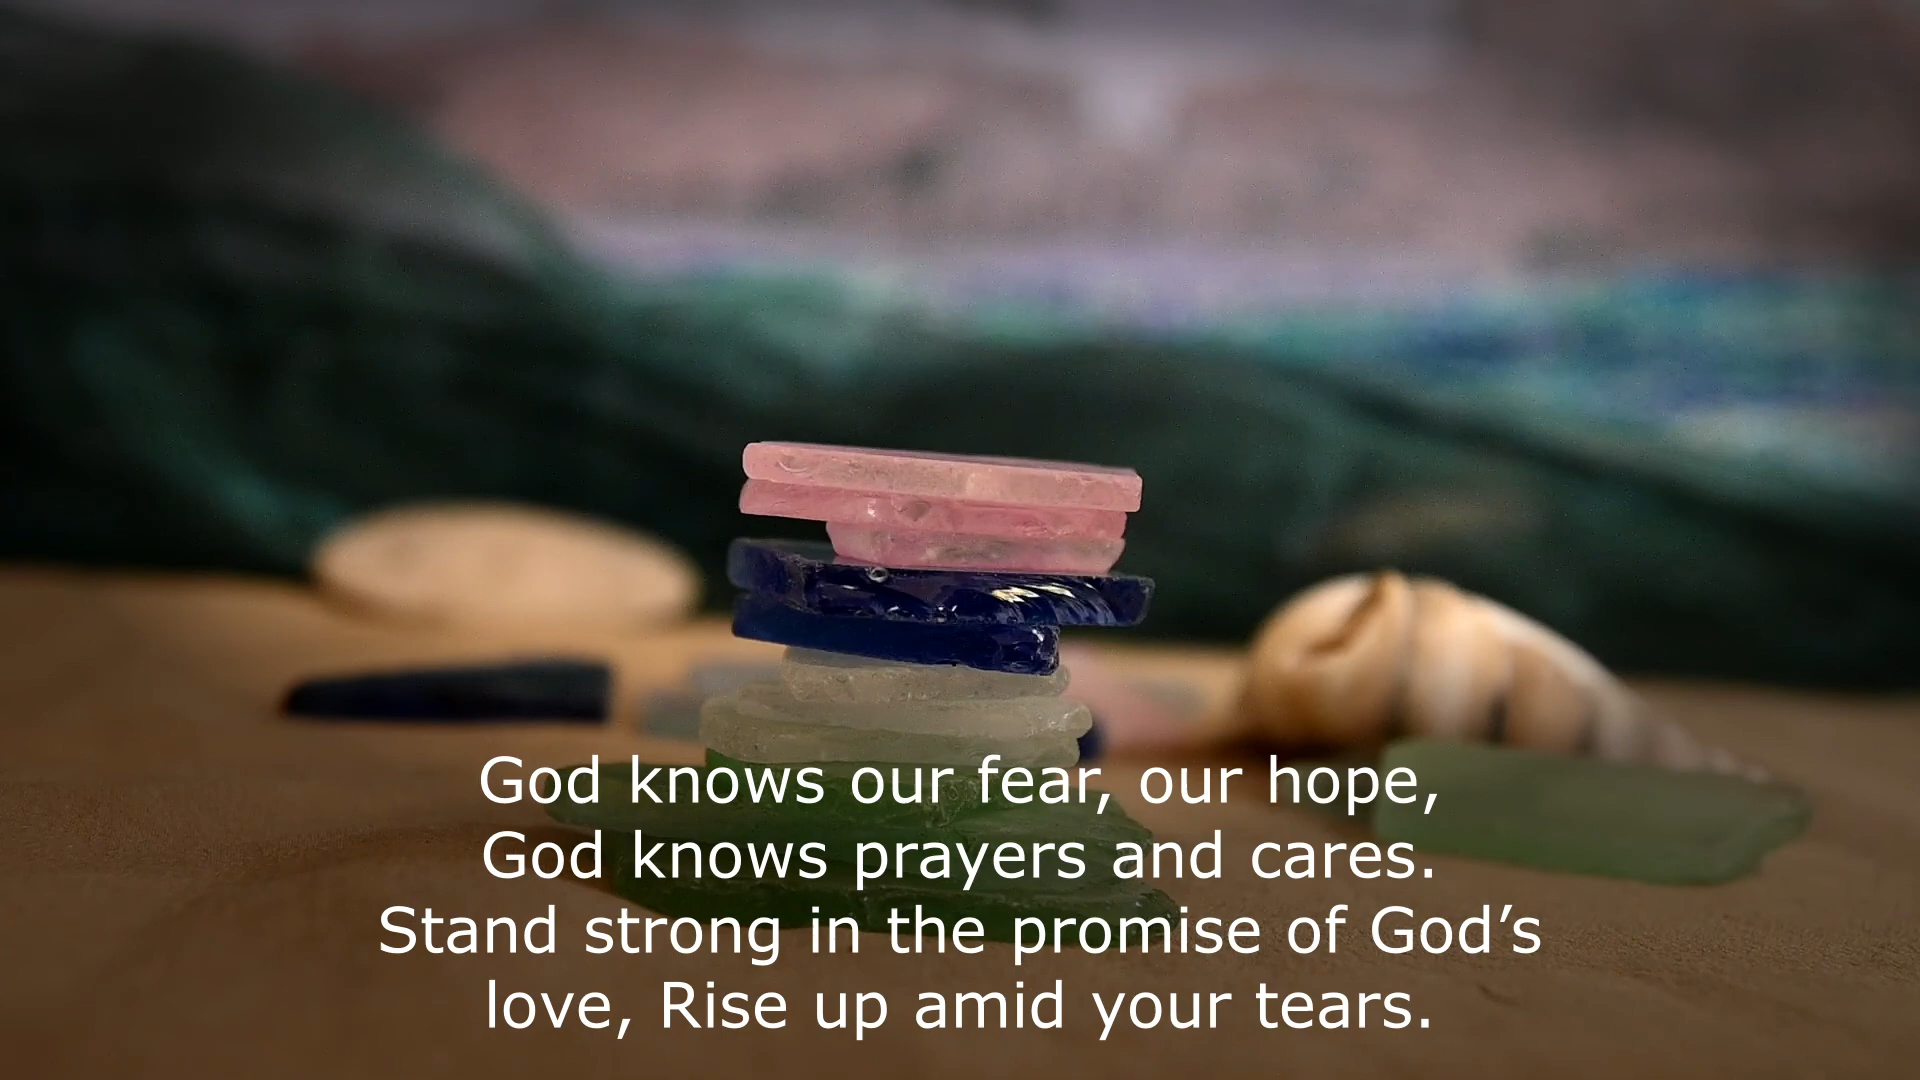 God knows our fear, our hope,
God knows prayers and cares.
Stand strong in the promise of God’s
love, Rise up amid your tears.